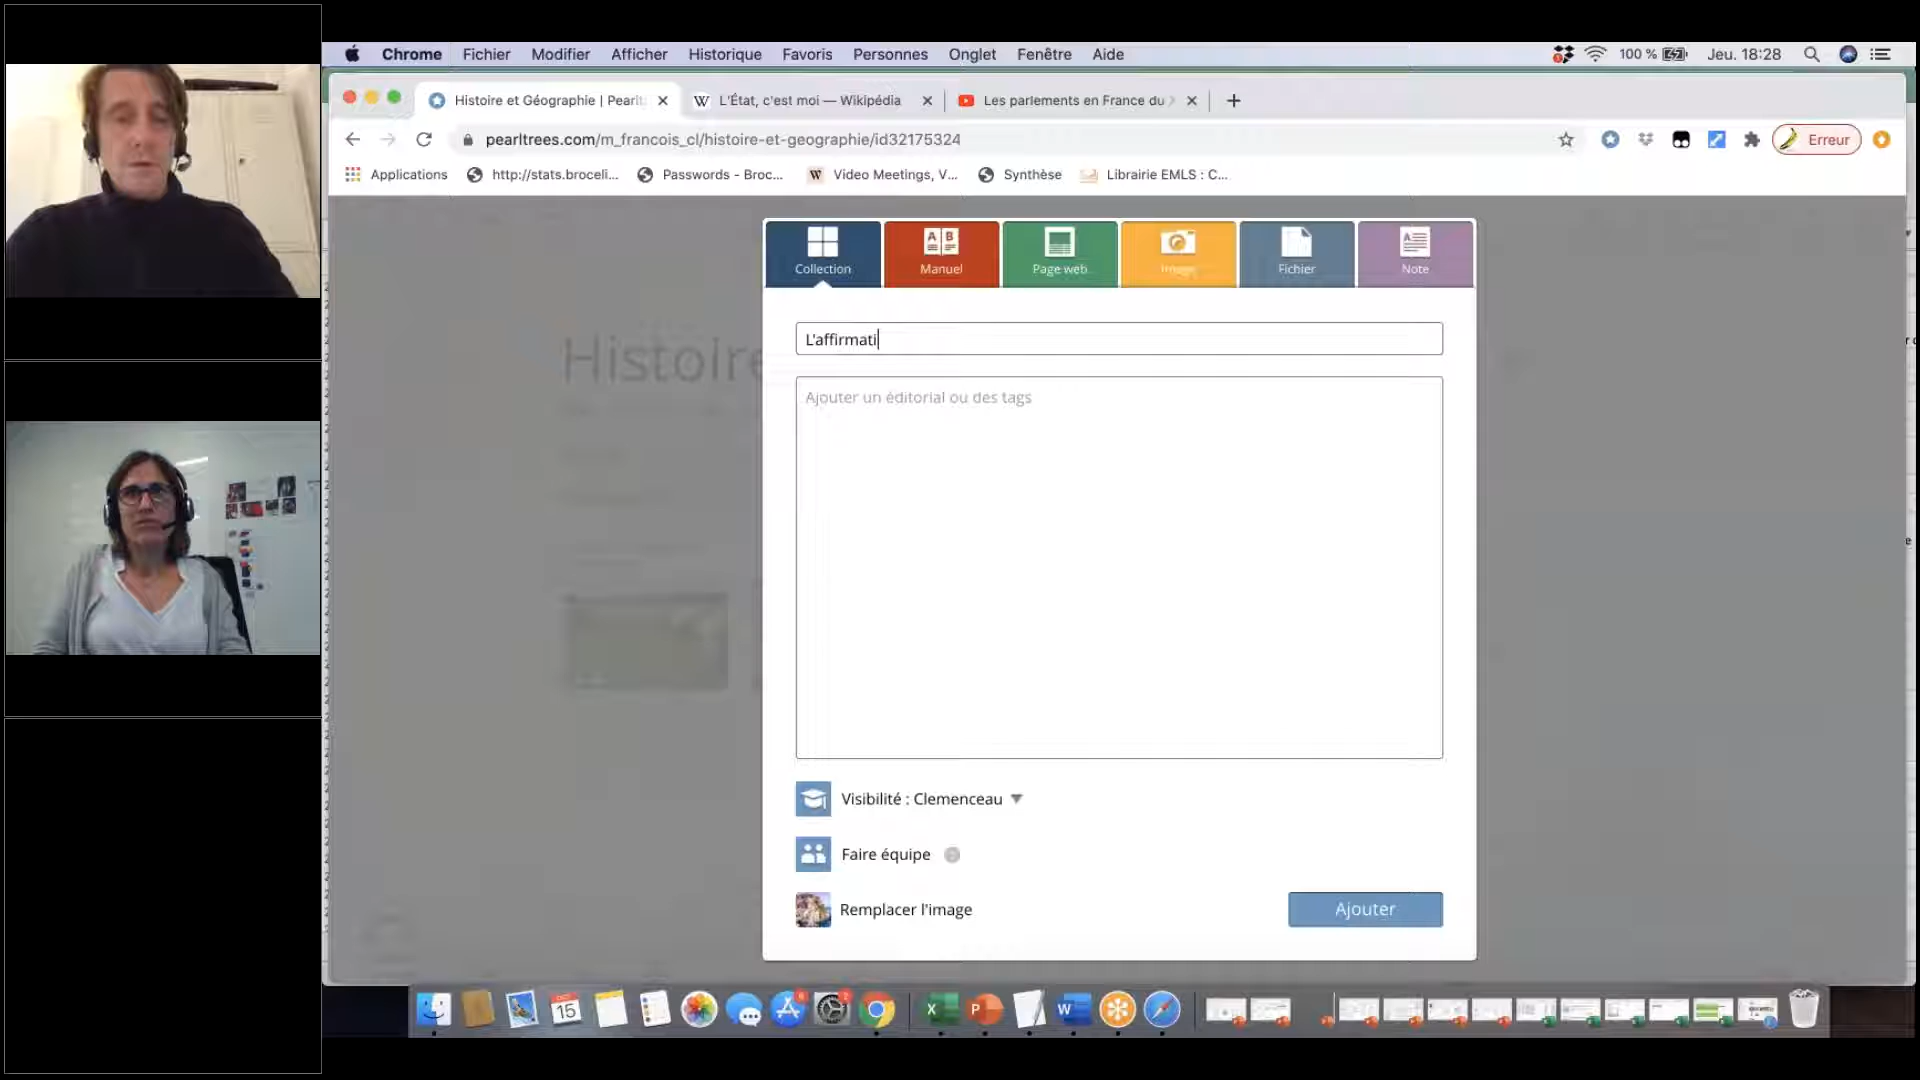 Chrome Fichier Modifier Afficher Historique Favoris Personnes Onglet Fenêtre Aide 100 % Jeu. 18:28
Histoire et Géographie | Pearlt
L'État, c'est moi — Wikipédia
Les parlements en France du
pearltrees.com/m_francois_cl/histoire-et-geographie/id32175324
Erreur
Applications http://stats.broceli... Passwords - Broc... Video Meetings, V... Synthèse Librairie EMLS : C...
Collection Manuel Page web Image Fichier Note
Histoire
L'affirmati
Ajouter un éditorial ou des tags
Visibilité : Clemenceau
Faire équipe
Remplacer l'image
Ajouter
15